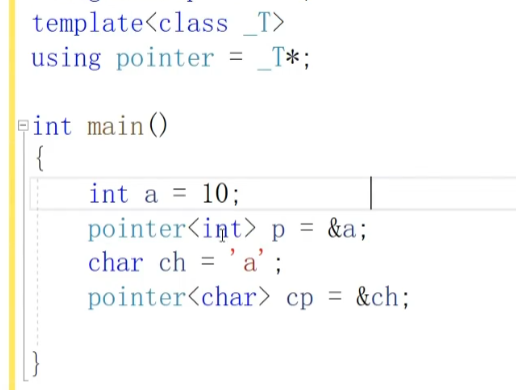 template<class _T>
using pointer = _T*;
int main()
{
int a = 10;
pointer<int> p = &a;
char ch = 'a';
pointer<char> cp = &ch;
}